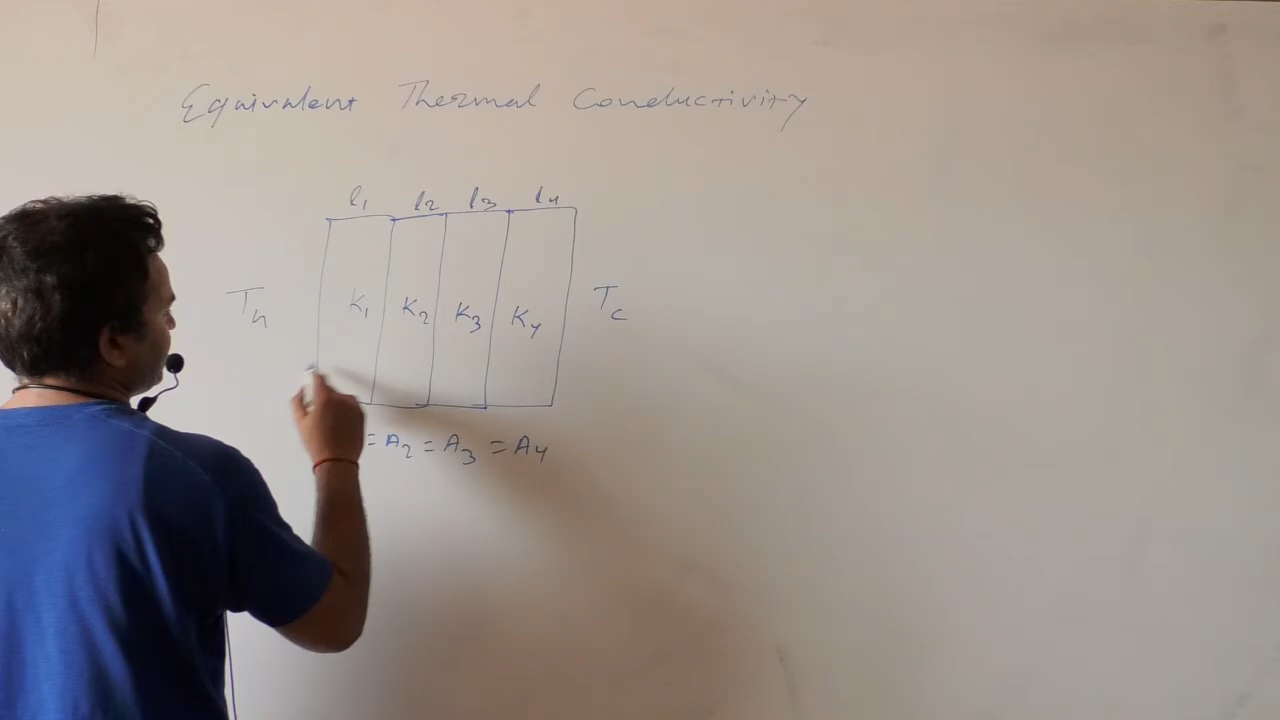 Equivalent Thermal Conductivity
l1 l2 l3 l4
Th K1 K2 K3 K4 Tc
= A2 = A3 = A4